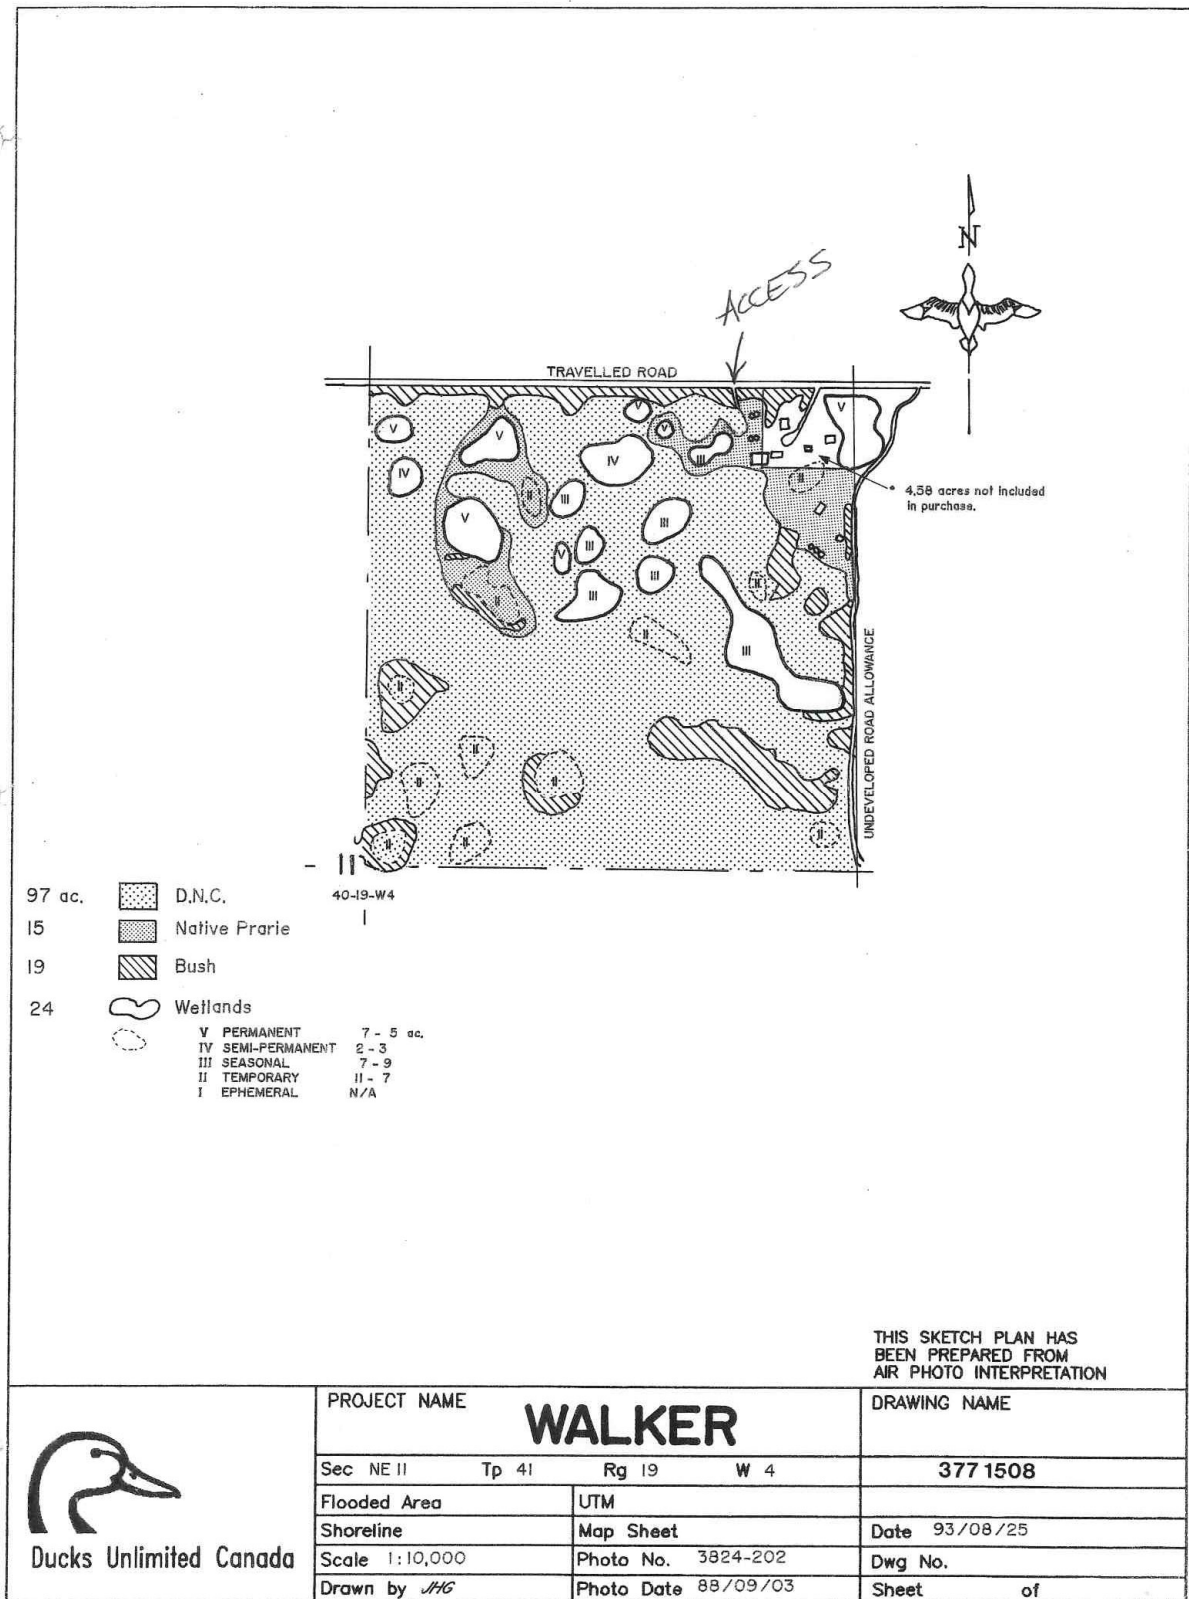 N
ACCESS
TRAVELLED ROAD
V
V
V
V
V
IV
IV
III
II
II
III
4.58 acres not included
in purchase.
V
III
III
V
III
II
III
II
III
II
III
UNDEVELOPED ROAD ALLOWANCE
II
II
II
II
II
II
II
- 11
40-19-W4
97 ac. D.N.C.
15 Native Prarie
19 Bush
24 Wetlands
V PERMANENT 7 - 5 ac.
IV SEMI-PERMANENT 2 - 3
III SEASONAL 7 - 9
II TEMPORARY 11 - 7
I EPHEMERAL N/A
THIS SKETCH PLAN HAS
BEEN PREPARED FROM
AIR PHOTO INTERPRETATION
Ducks Unlimited Canada
PROJECT NAME
WALKER
DRAWING NAME
Sec NE 11 Tp 41 Rg 19 W 4
3771508
Flooded Area UTM
Shoreline Map Sheet Date 93/08/25
Scale 1:10,000 Photo No. 3824-202 Dwg No.
Drawn by JHG Photo Date 88/09/03 Sheet of